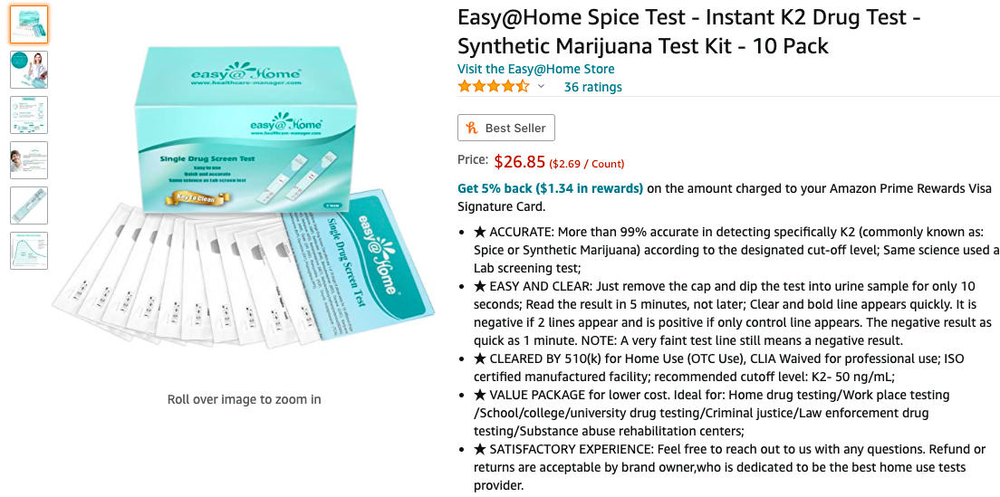 Easy@Home Spice Test - Instant K2 Drug Test -
Synthetic Marijuana Test Kit - 10 Pack
Visit the Easy@Home Store
36 ratings
Best Seller
Price: $26.85 ($2.69 / Count)
Get 5% back ($1.34 in rewards) on the amount charged to your Amazon Prime Rewards Visa
Signature Card.
• ★ ACCURATE: More than 99% accurate in detecting specifically K2 (commonly known as:
Spice or Synthetic Marijuana) according to the designated cut-off level; Same science used a
Lab screening test;
• ★ EASY AND CLEAR: Just remove the cap and dip the test into urine sample for only 10
seconds; Read the result in 5 minutes, not later; Clear and bold line appears quickly. It is
negative if 2 lines appear and is positive if only control line appears. The negative result as
quick as 1 minute. NOTE: A very faint test line still means a negative result.
• ★ CLEARED BY 510(k) for Home Use (OTC Use), CLIA Waived for professional use; ISO
certified manufactured facility; recommended cutoff level: K2- 50 ng/mL;
• ★ VALUE PACKAGE for lower cost. Ideal for: Home drug testing/Work place testing
/School/college/university drug testing/Criminal justice/Law enforcement drug
testing/Substance abuse rehabilitation centers;
• ★ SATISFACTORY EXPERIENCE: Feel free to reach out to us with any questions. Refund or
returns are acceptable by brand owner,who is dedicated to be the best home use tests
provider.
easy@Home
www.healthcare-manager.com
easy@Home
www.healthcare-manager.com
Single Drug Screen Test
Easy to use
Quick and accurate
Same science as lab screen test
Key To Clean
easy@Home
Single Drug Screen Test
Roll over image to zoom in